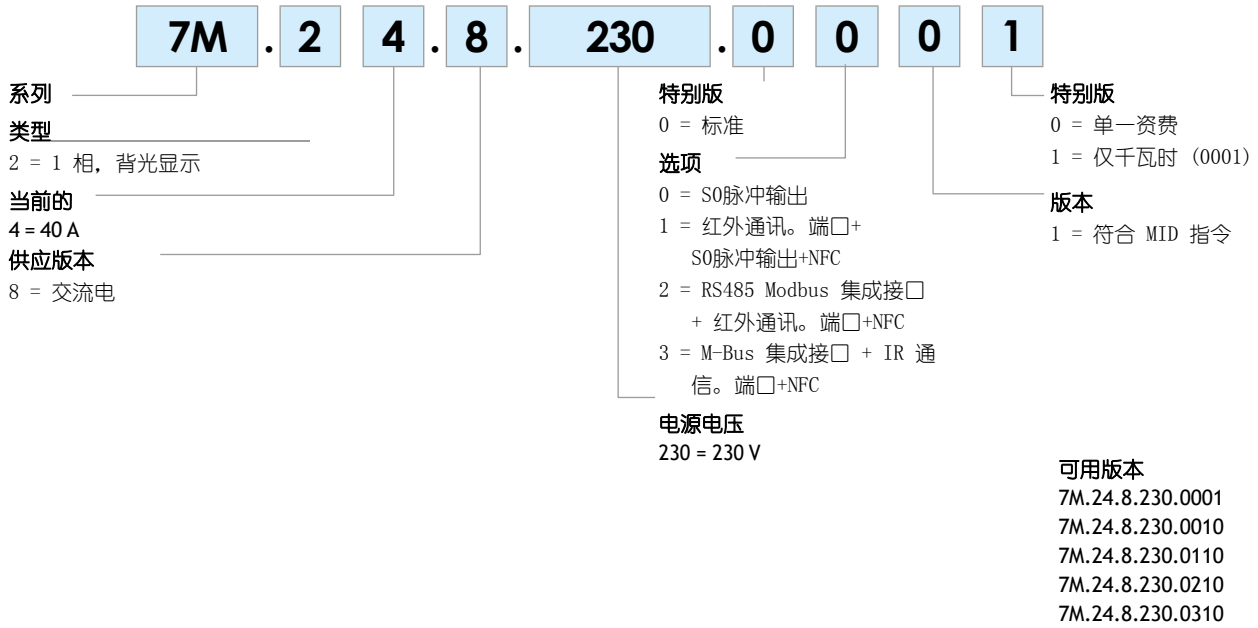 7M . 2 4 . 8 . 230 . 0 0 0 1
系列
类型
2 = 1 相，背光显示
当前的
4 = 40 A
供应版本
8 = 交流电
特别版
0 = 标准
选项
0 = S0脉冲输出
1 = 红外通讯。端口+
S0脉冲输出+NFC
2 = RS485 Modbus 集成接口
+ 红外通讯。端口+NFC
3 = M-Bus 集成接口 + IR 通
信。端口+NFC
电源电压
230 = 230 V
特别版
0 = 单一资费
1 = 仅千瓦时 (0001)
版本
1 = 符合 MID 指令
可用版本
7M.24.8.230.0001
7M.24.8.230.0010
7M.24.8.230.0110
7M.24.8.230.0210
7M.24.8.230.0310